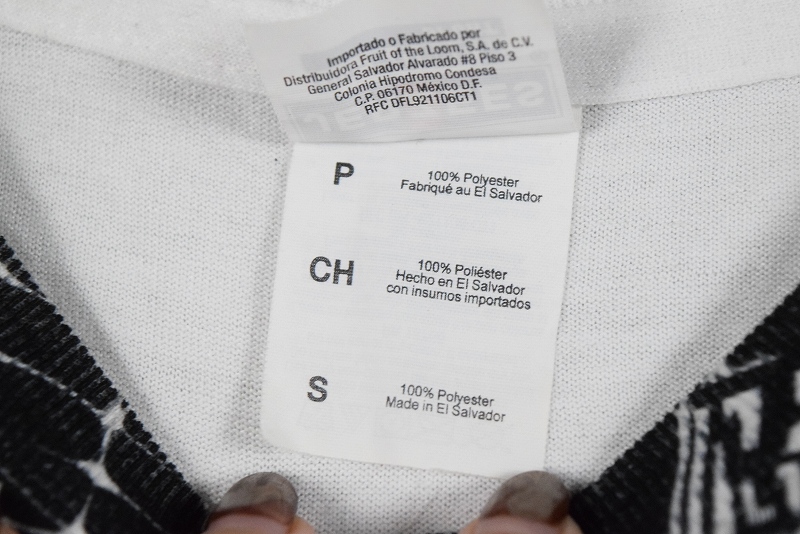 Importado o Fabricado por
Distribuidora Fruit of the Loom, S.A. de C.V.
General Salvador Alvarado #8 Piso 3
Colonia Hipodromo Condesa
C.P. 06170 México D.F.
RFC DFL921106CT1
P
100% Polyester
Fabriqué au El Salvador
CH
100% Poliéster
Hecho en El Salvador
con insumos importados
S
100% Polyester
Made in El Salvador